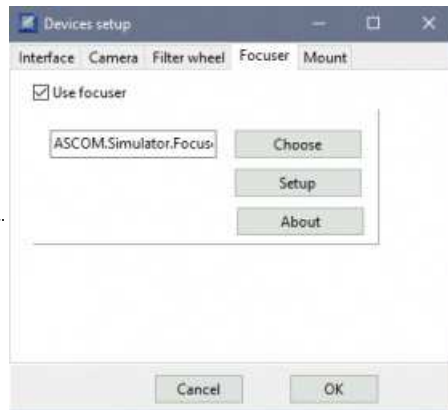 Devices setup
Interface Camera Filter wheel Focuser Mount
Use focuser
ASCOM.Simulator.Focus
Choose
Setup
About
Cancel OK